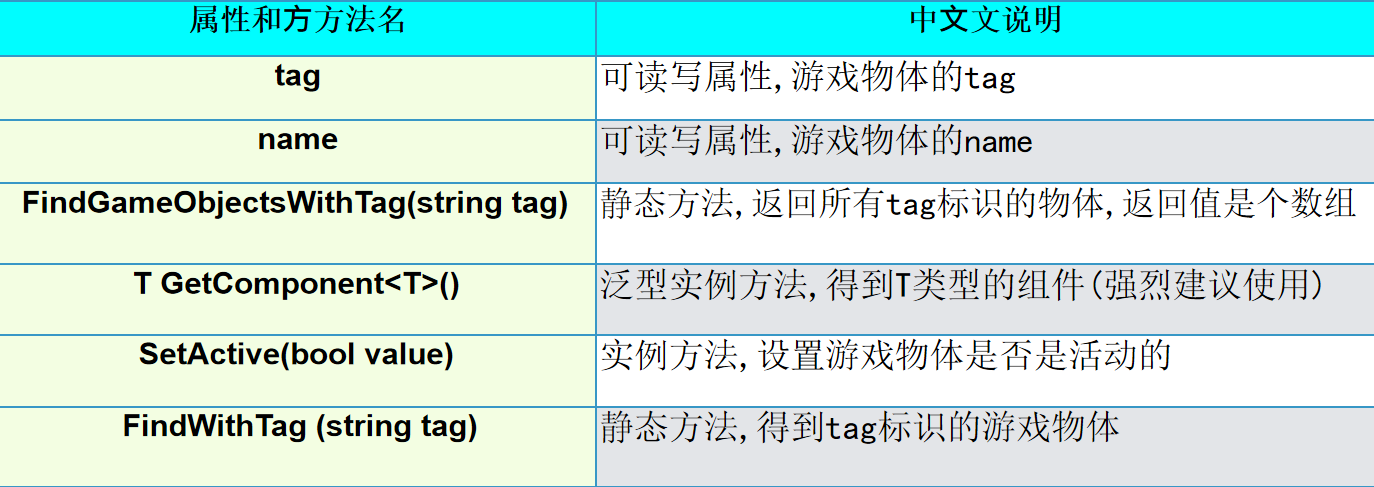 属性和方方法名
中文文说明
tag
可读写属性,游戏物体的tag
name
可读写属性,游戏物体的name
FindGameObjectsWithTag(string tag)
静态方法,返回所有tag标识的物体,返回值是个数组
T GetComponent<T>()
泛型实例方法,得到T类型的组件(强烈建议使用)
SetActive(bool value)
实例方法,设置游戏物体是否是活动的
FindWithTag (string tag)
静态方法,得到tag标识的游戏物体